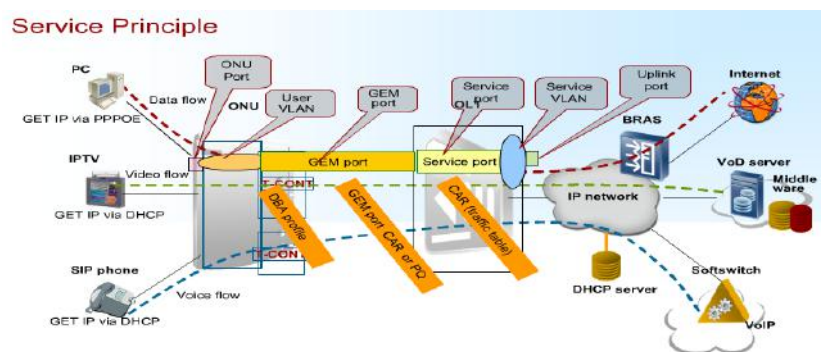 Service Principle
PC
ONU
Port
User
VLAN
GEM
port
Service
port
Service
VLAN
Uplink
port
Internet
Data flow
ONU
OLT
BRAS
GET IP via PPPOE
IPTV
GEM port
Service port
VoD server
Video flow
T-CONT
Middle
ware
IP network
GET IP via DHCP
DBA profile
GEM port CAR or PQ
CAR (traffic table)
SIP phone
T-CONT
DHCP server
Softswitch
Voice flow
GET IP via DHCP
VoIP